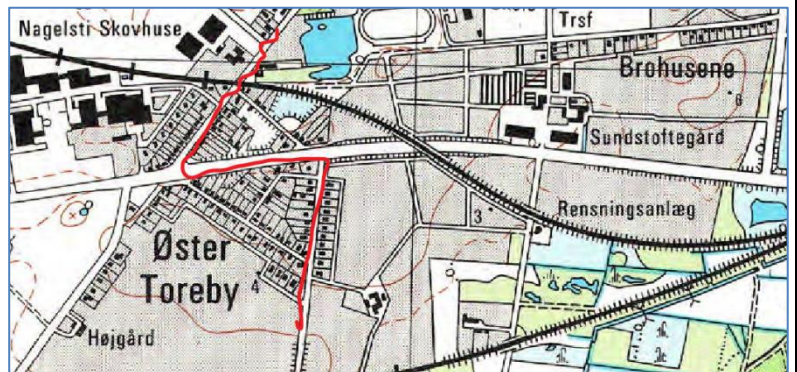 Nagelsti Skovhuse
Trsf
Brohusene
6
Sundstoftegård
3
Rensningsanlæg
Øster
Toreby
4
Højgård